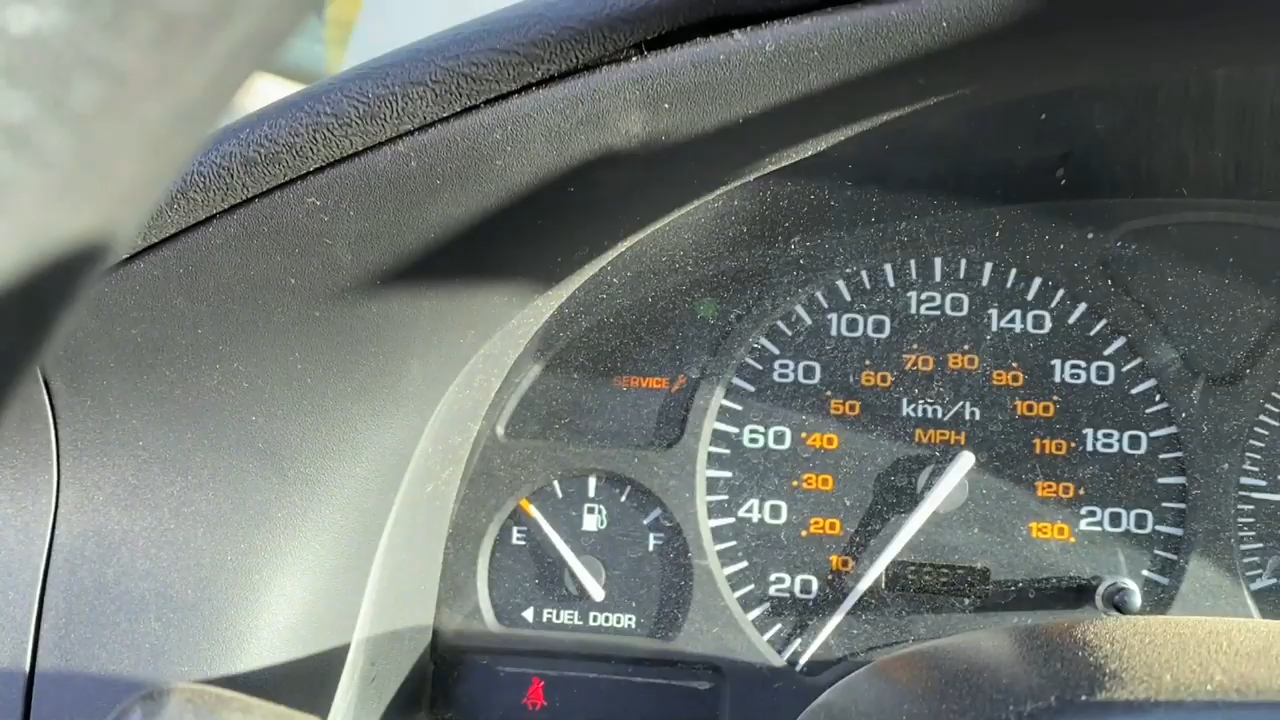 120
100 140
70 80
80 60 90 160
50 km/h 100
60 40 MPH 110 180
SERVICE
30
120
40 20 130 200
10
20
E F
◄ FUEL DOOR